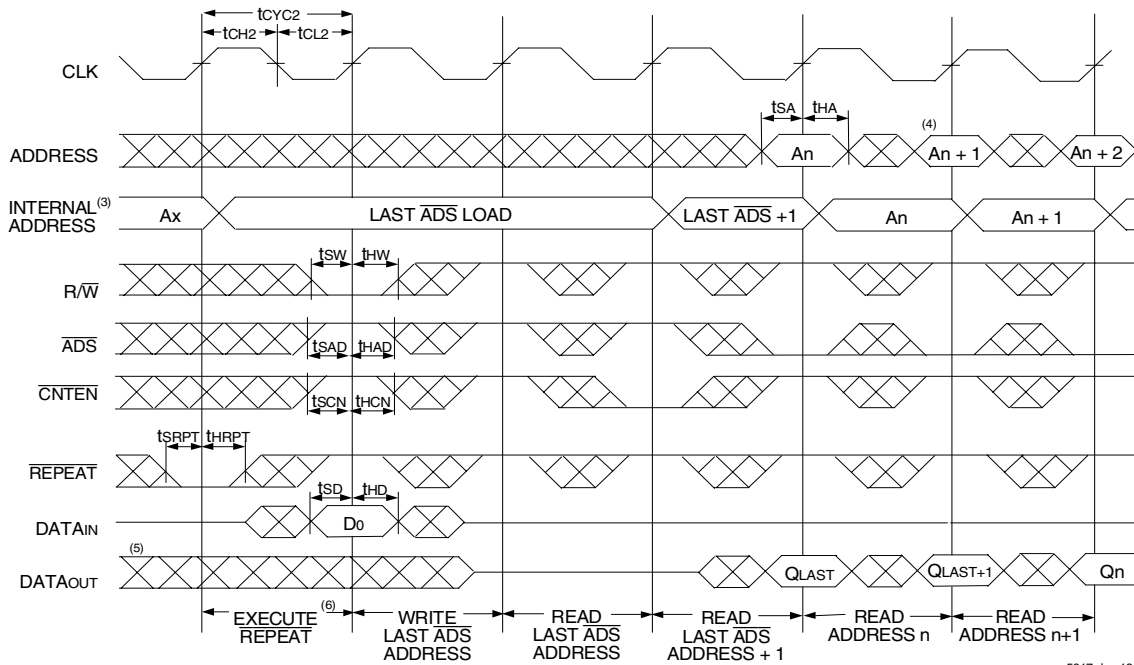 tCYC2
tCH2 tCL2
CLK
tSA tHA
(4)
ADDRESS An An + 1 An + 2
INTERNAL (3)
ADDRESS
Ax LAST ADS LOAD LAST ADS +1 An An + 1
tSW tHW
R/W
ADS
tSAD tHAD
CNTEN
tSCN tHCN
tSRPT tHRPT
REPEAT
tSD tHD
DATAIN D0
(5)
DATAOUT QLAST QLAST+1 Qn
EXECUTE (6)
REPEAT
WRITE
LAST ADS
ADDRESS
READ
LAST ADS
ADDRESS
READ
LAST ADS
ADDRESS + 1
READ
ADDRESS n
READ
ADDRESS n+1